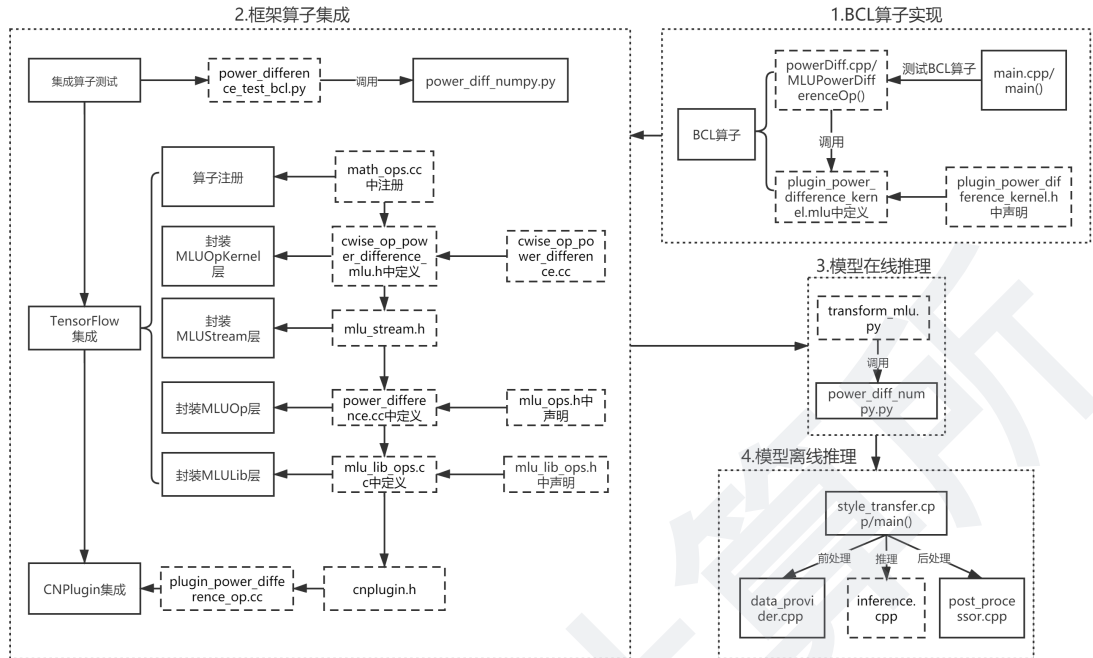 2.框架算子集成
集成算子测试
power_differen
ce_test_bcl.py
调用
power_diff_numpy.py
算子注册
math_ops.cc
中注册
封装
MLUOpKernel
层
cwise_op_pow
er_difference_
mlu.h中定义
cwise_op_po
wer_differen
ce.cc
TensorFlow
集成
封装
MLUStream层
mlu_stream.h
封装MLUOp层
power_differe
nce.cc中定义
mlu_ops.h中
声明
封装MLULib层
mlu_lib_ops.c
c中定义
mlu_lib_ops.h
中声明
CNPlugin集成
plugin_power_diffe
rence_op.cc
cnplugin.h
1.BCL算子实现
BCL算子
powerDiff.cpp/
MLUPowerDiff
erenceOp()
测试BCL算子
main.cpp/
main()
调用
plugin_power_
difference_kern
el.mlu中定义
plugin_power_dif
ference_kernel.h
中声明
3.模型在线推理
transform_mlu.
py
调用
power_diff_num
py.py
4.模型离线推理
style_transfer.cp
p/main()
前处理
推理
后处理
data_provi
der.cpp
inference.
cpp
post_proce
ssor.cpp
计算所